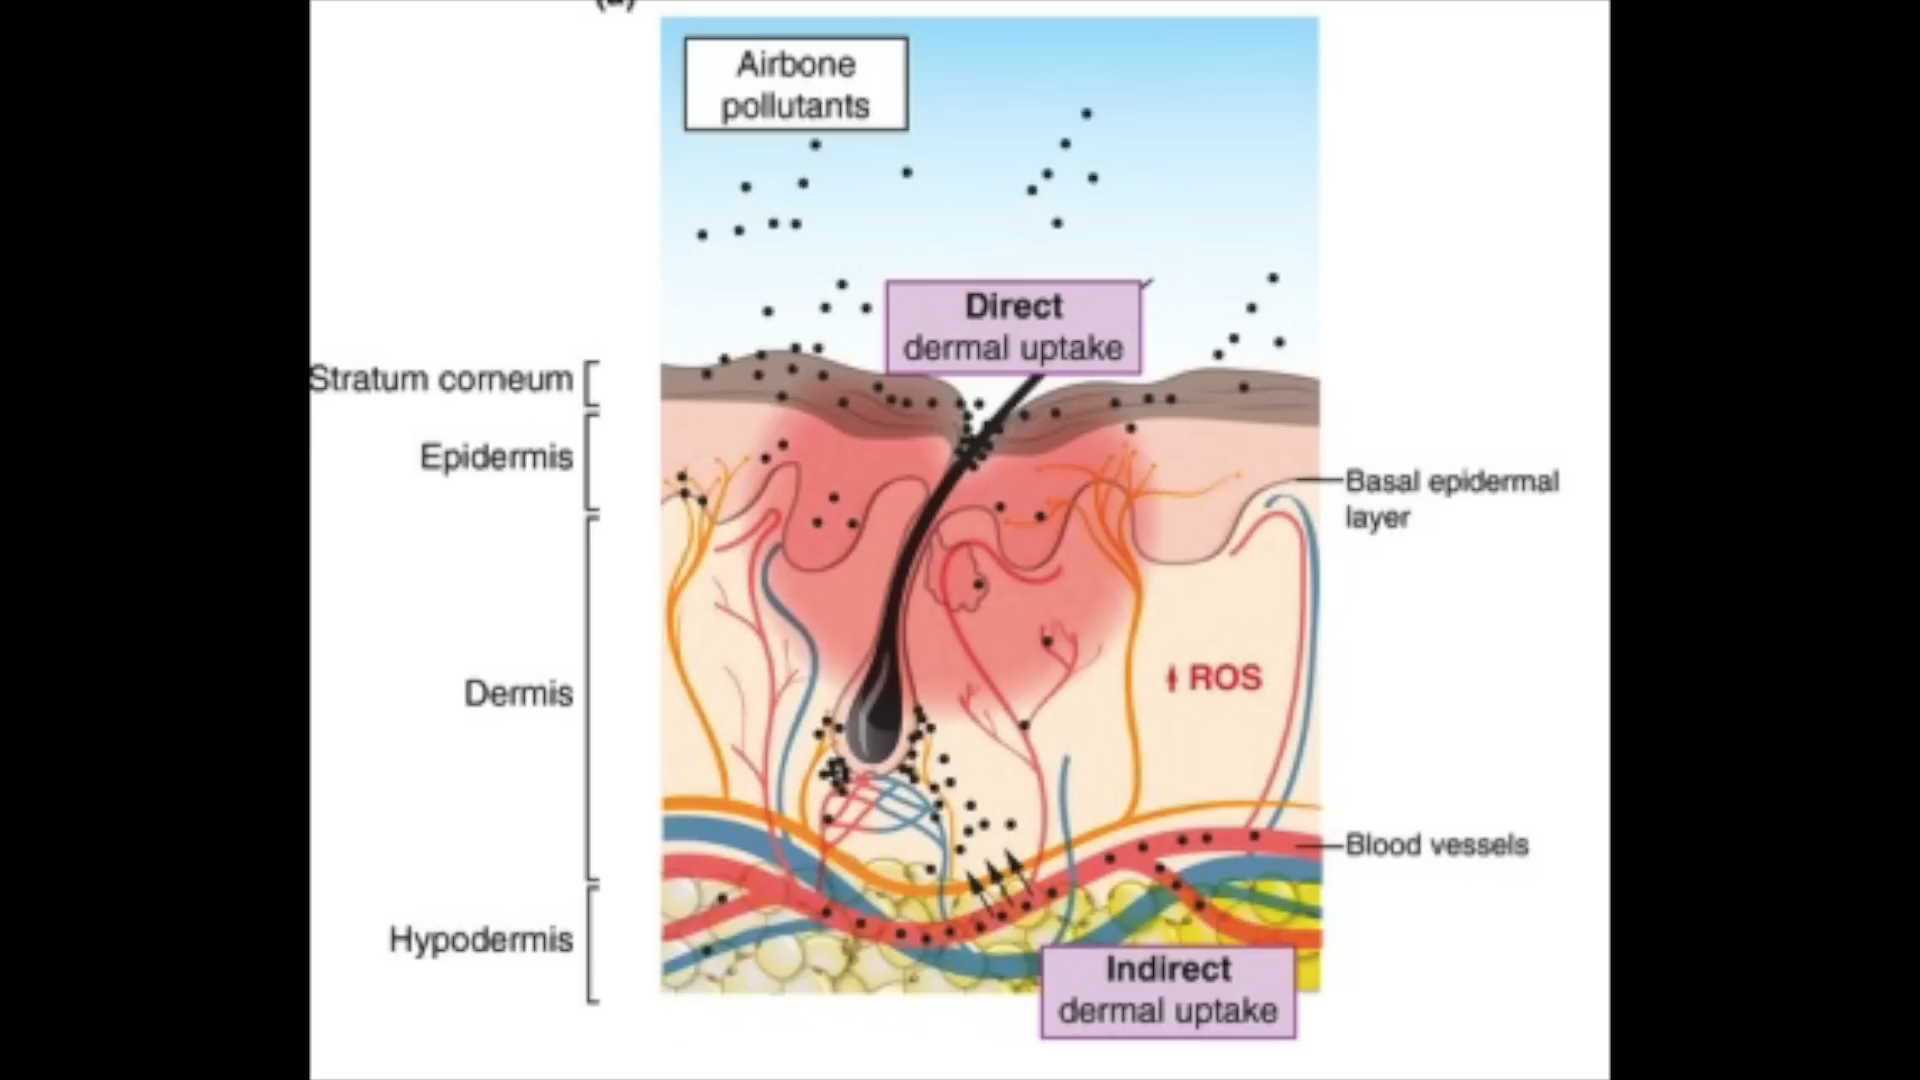 (a)
Airbone
pollutants
Direct
dermal uptake
Stratum corneum
Epidermis
Basal epidermal
layer
Dermis
ROS
Blood vessels
Hypodermis
Indirect
dermal uptake